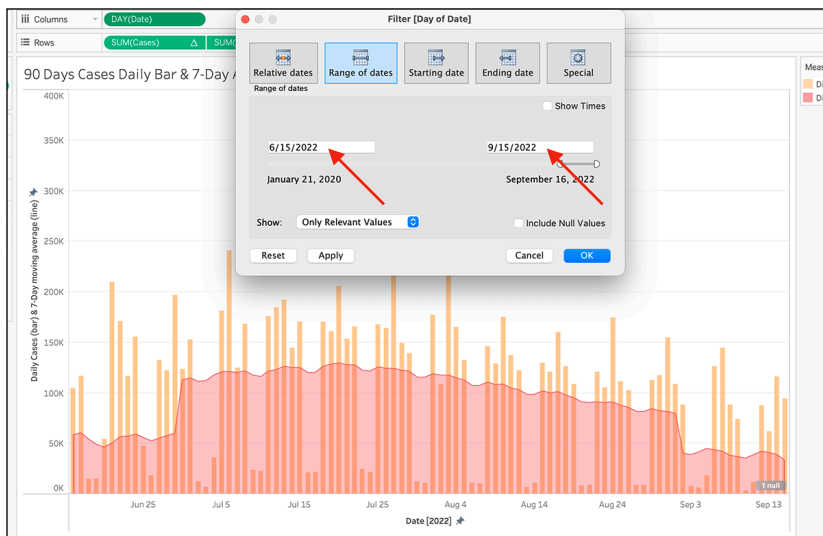 Columns
DAY(Date)
Rows
SUM(Cases) Δ
SUM(
90 Days Cases Daily Bar & 7-Day A
Filter [Day of Date]
Relative dates
Range of dates
Starting date
Ending date
Special
Range of dates
Show Times
6/15/2022
9/15/2022
January 21, 2020
September 16, 2022
Show:
Only Relevant Values
Include Null Values
Reset
Apply
Cancel
OK
Meas
Di
Di
Daily Cases (bar) & 7-Day moving average (line)
400K
350K
300K
250K
200K
150K
100K
50K
0K
1 null
Jun 25
Jul 5
Jul 15
Jul 25
Aug 4
Aug 14
Aug 24
Sep 3
Sep 13
Date [2022]